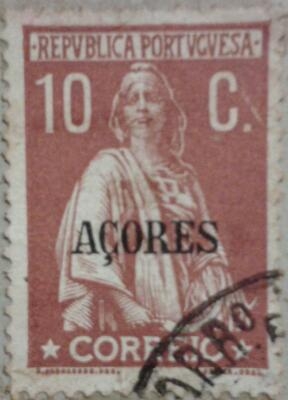 ·REPVBLICA PORTVGVESA·
10 C.
AÇORES
★ CORREIO ★